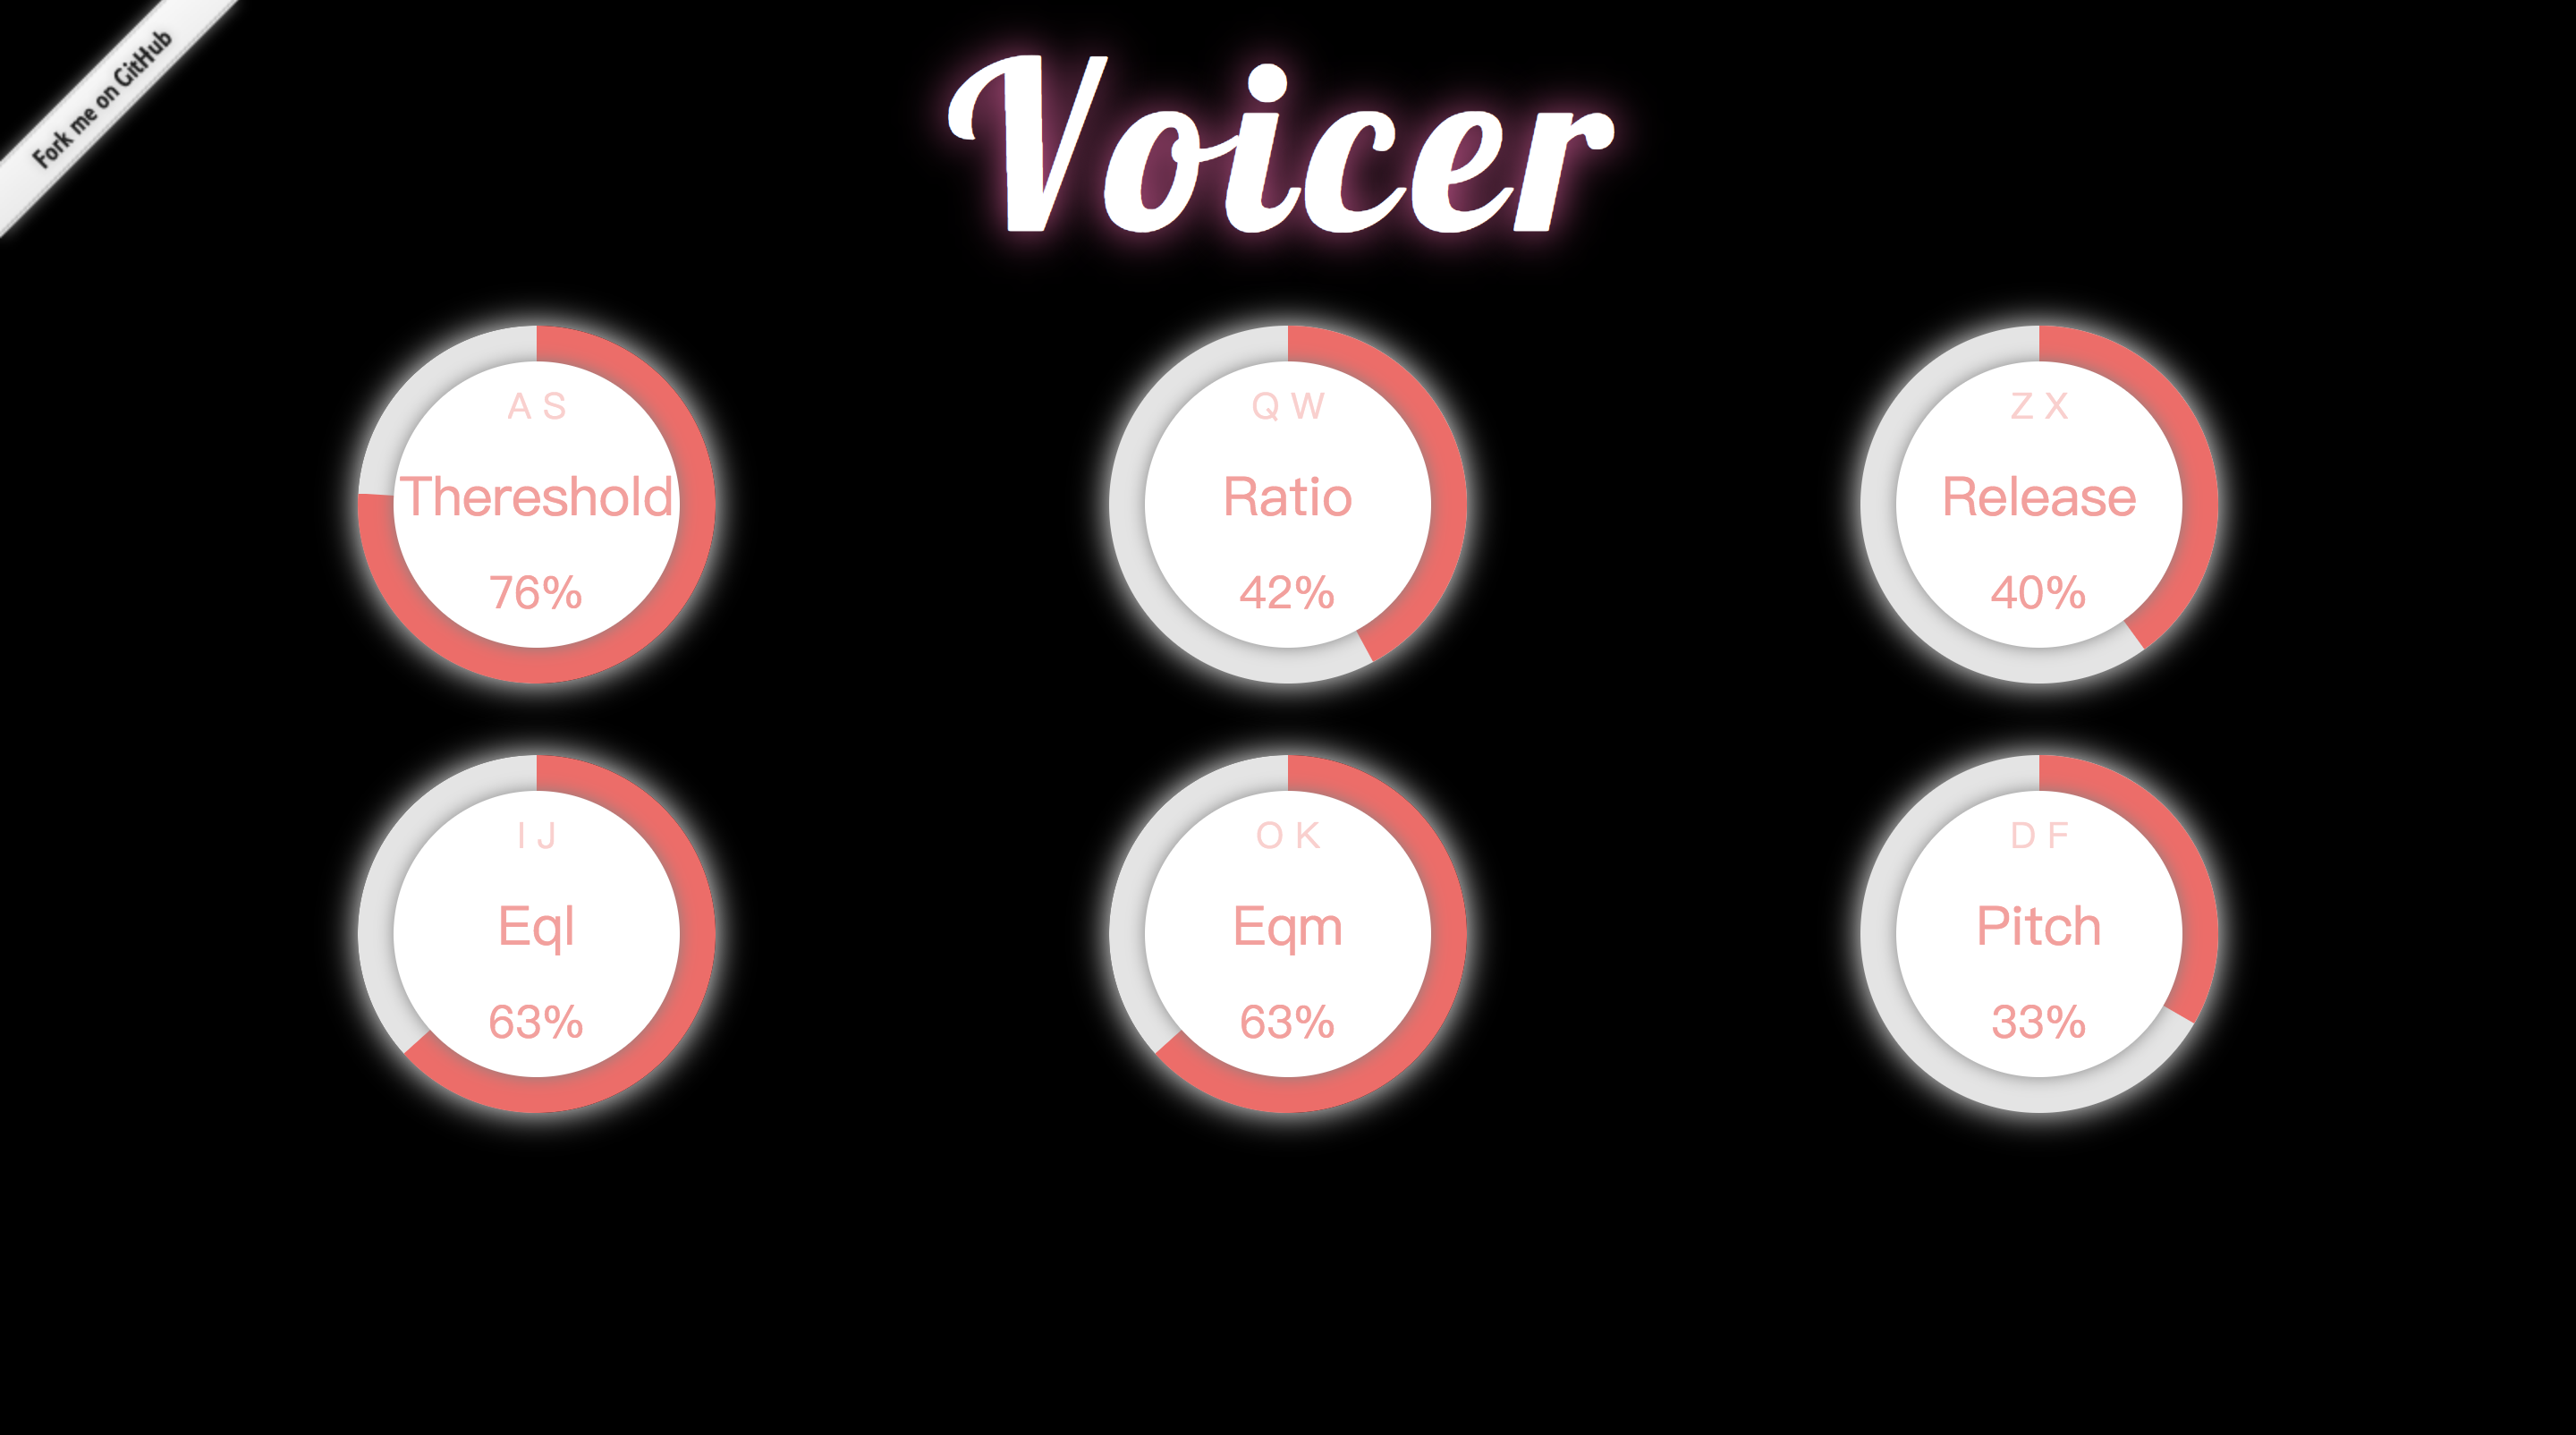 Fork me on GitHub
Voicer
A S
Thereshold
76%
Q W
Ratio
42%
Z X
Release
40%
I J
Eql
63%
O K
Eqm
63%
D F
Pitch
33%